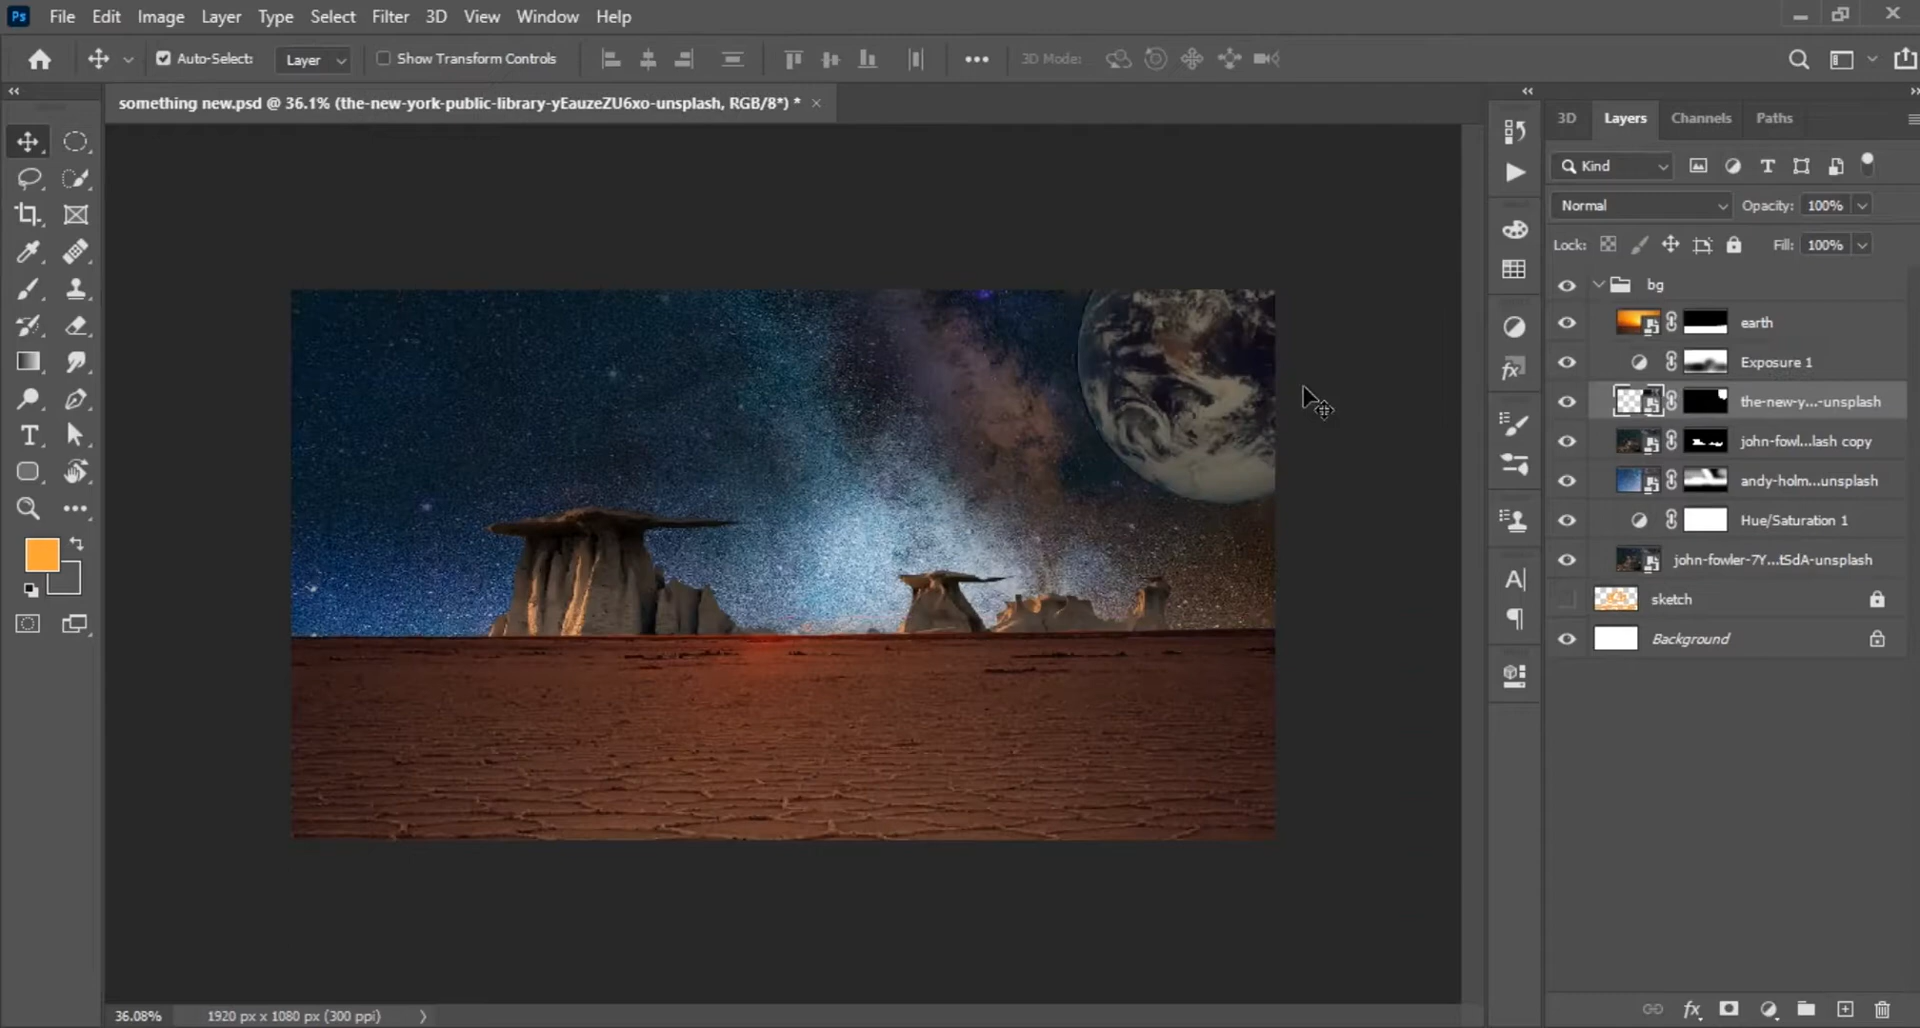 Ps File Edit Image Layer Type Select Filter 3D View Window Help
Auto-Select: Layer Show Transform Controls 3D Mode:
something new.psd @ 36.1% (the-new-york-public-library-yEauzeZU6xo-unsplash, RGB/8*) *
3D Layers Channels Paths
Kind
Normal Opacity: 100%
Lock: Fill: 100%
bg
earth
Exposure 1
the-new-y...-unsplash
john-fowl...lash copy
andy-holm...unsplash
Hue/Saturation 1
john-fowler-7Y...tSdA-unsplash
sketch
Background
36.08% 1920 px x 1080 px (300 ppi)